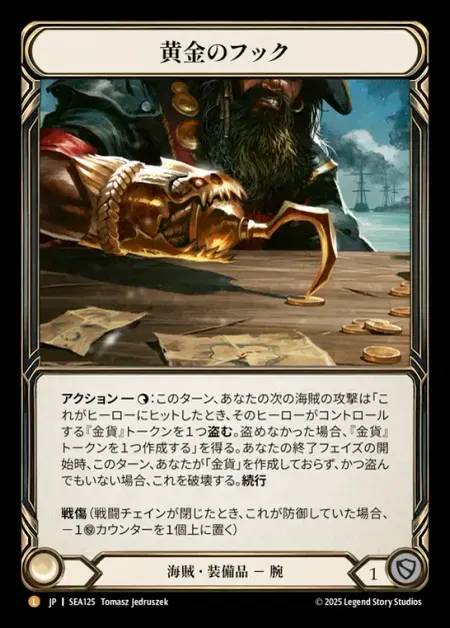 黄金のフック
アクション ー :このターン、あなたの次の海賊の攻撃は「こ
れがヒーローにヒットしたとき、そのヒーローがコントロール
する『金貨』トークンを１つ盗む。盗めなかった場合、『金貨』
トークンを１つ作成する」を得る。あなたの終了フェイズの開
始時、このターン、あなたが「金貨」を作成しておらず、かつ盗ん
でもいない場合、これを破壊する。続行
戦傷（戦闘チェインが閉じたとき、これが防御していた場合、
－１カウンターを１個上に置く）
海賊・装備品 － 腕
1
L JP | SEA125 Tomasz Jedruszek
© 2025 Legend Story Studios